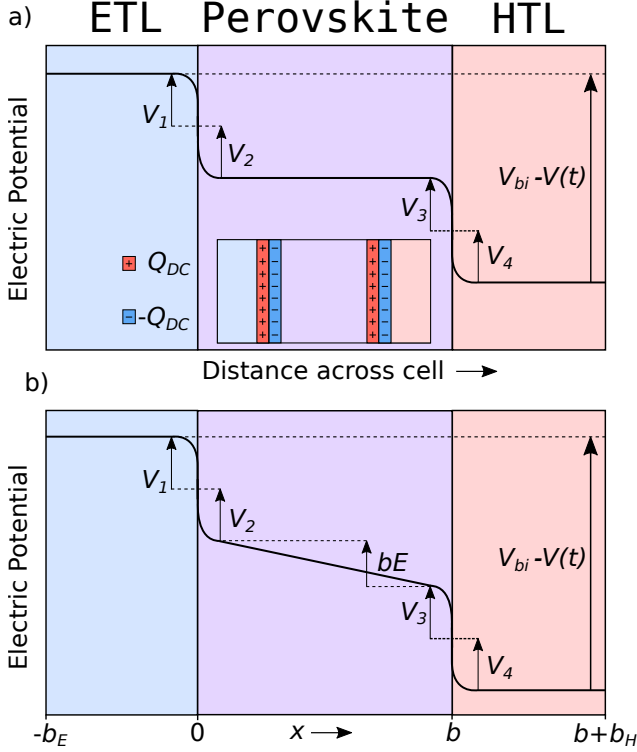 a) ETL Perovskite HTL
Electric Potential
V1
V2
V3
V4
Vbi -V(t)
+ QDC
− -QDC
+ − + −
+ − + −
+ − + −
+ − + −
+ − + −
+ − + −
+ − + −
+ − + −
Distance across cell
b)
Electric Potential
V1
V2
bE
V3
V4
Vbi -V(t)
-bE 0 x b b+bH